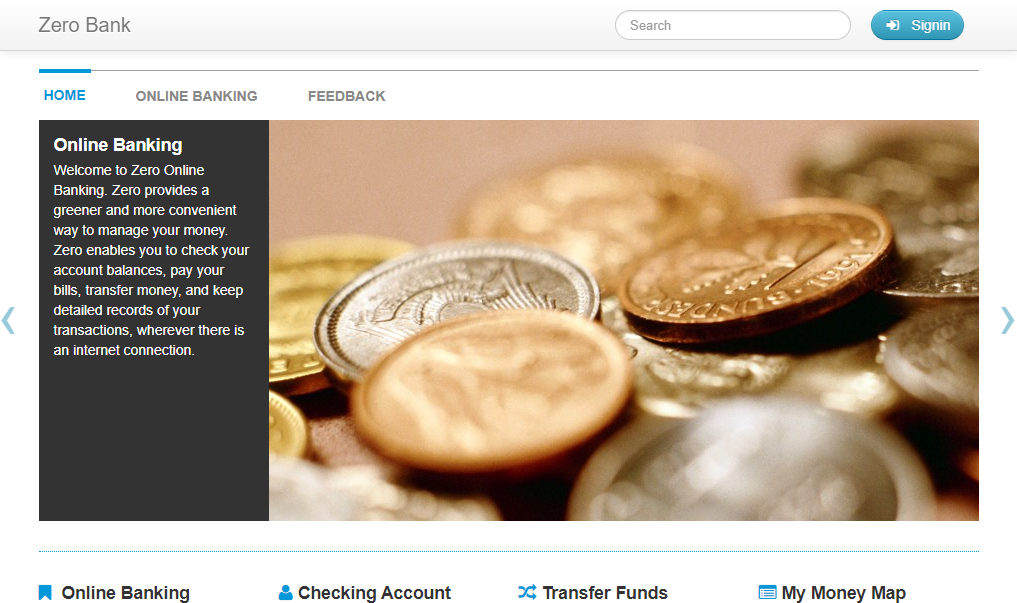 Zero Bank
Search
Signin
HOME
ONLINE BANKING
FEEDBACK
Online Banking
Welcome to Zero Online
Banking. Zero provides a
greener and more convenient
way to manage your money.
Zero enables you to check your
account balances, pay your
bills, transfer money, and keep
detailed records of your
transactions, wherever there is
an internet connection.
Online Banking
Checking Account
Transfer Funds
My Money Map